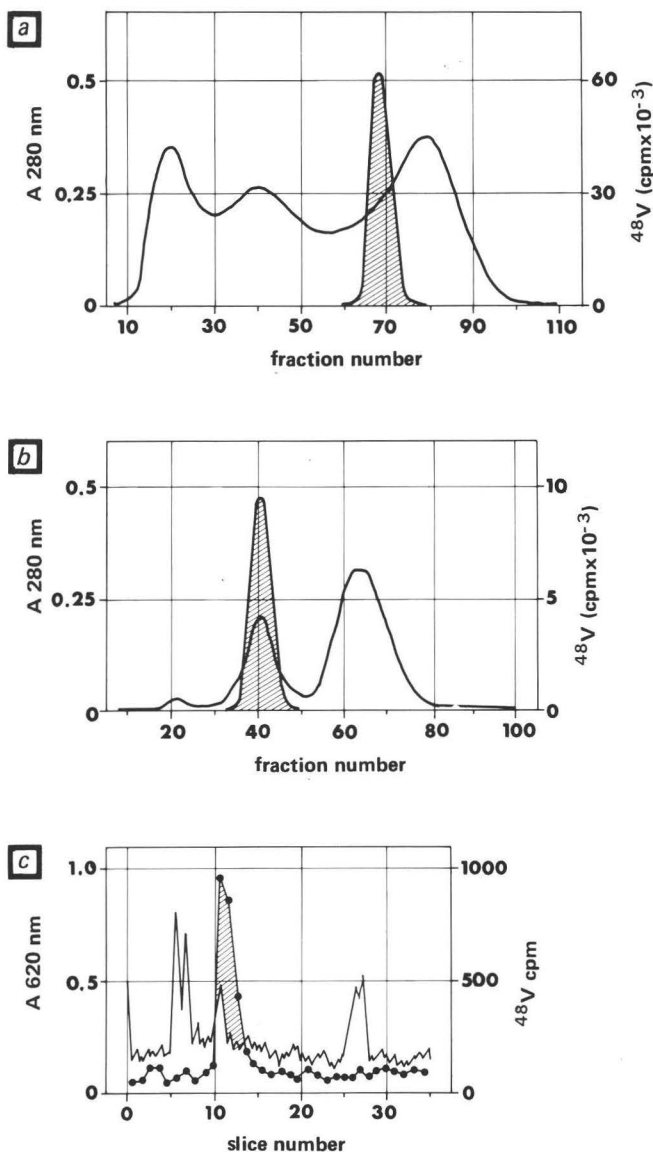 a
A 280 nm
0.5
0.25
0
60
30
0
48V (cpmx10-3)
10 30 50 70 90 110
fraction number
b
A 280 nm
0.5
0.25
0
10
5
0
48V (cpmx10-3)
20 40 60 80 100
fraction number
c
A 620 nm
1.0
0.5
0
1000
500
0
48V cpm
0 10 20 30
slice number